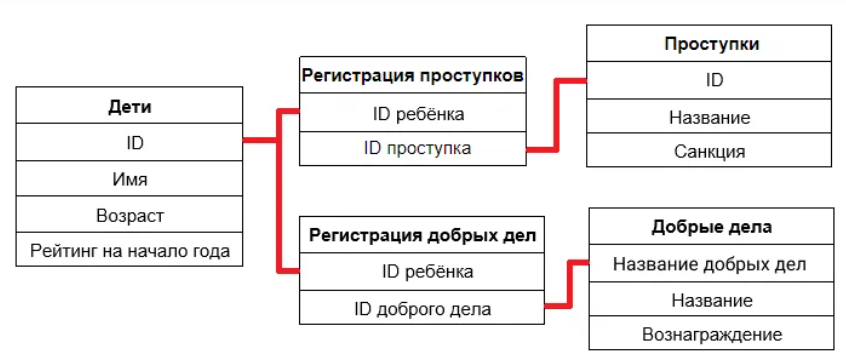 Дети
ID
Имя
Возраст
Рейтинг на начало года
Регистрация проступков
ID ребёнка
ID проступка
Проступки
ID
Название
Санкция
Регистрация добрых дел
ID ребёнка
ID доброго дела
Добрые дела
Название добрых дел
Название
Вознаграждение